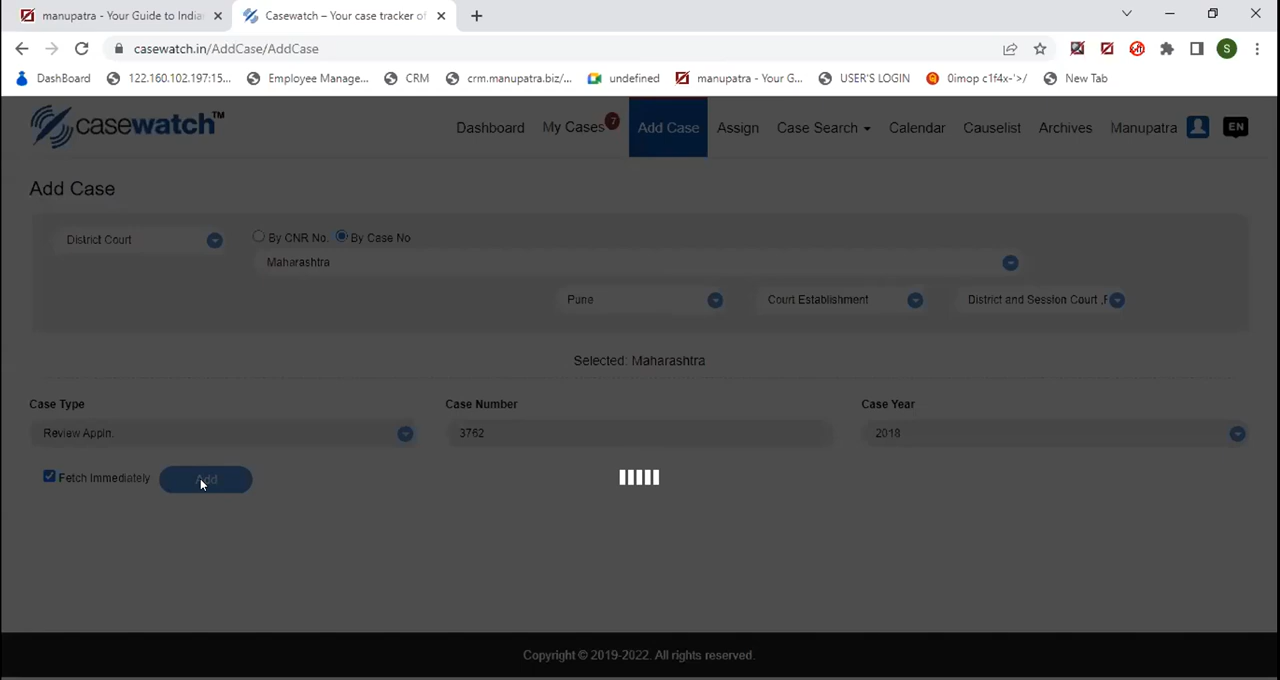 manupatra - Your Guide to India
Casewatch – Your case tracker of
casewatch.in/AddCase/AddCase
S
DashBoard
122.160.102.197:15...
Employee Manage...
CRM
crm.manupatra.biz/...
undefined
manupatra - Your G...
USER'S LOGIN
0imop c1f4x-'>/
New Tab
casewatch™
Dashboard
My Cases 7
Add Case
Assign
Case Search
Calendar
Causelist
Archives
Manupatra
EN
Add Case
District Court
By CNR No. By Case No
Maharashtra
Pune
Court Establishment
District and Session Court ,P
Selected: Maharashtra
Case Type
Case Number
Case Year
Review Appln.
3762
2018
Fetch Immediately
Add
Copyright © 2019-2022. All rights reserved.